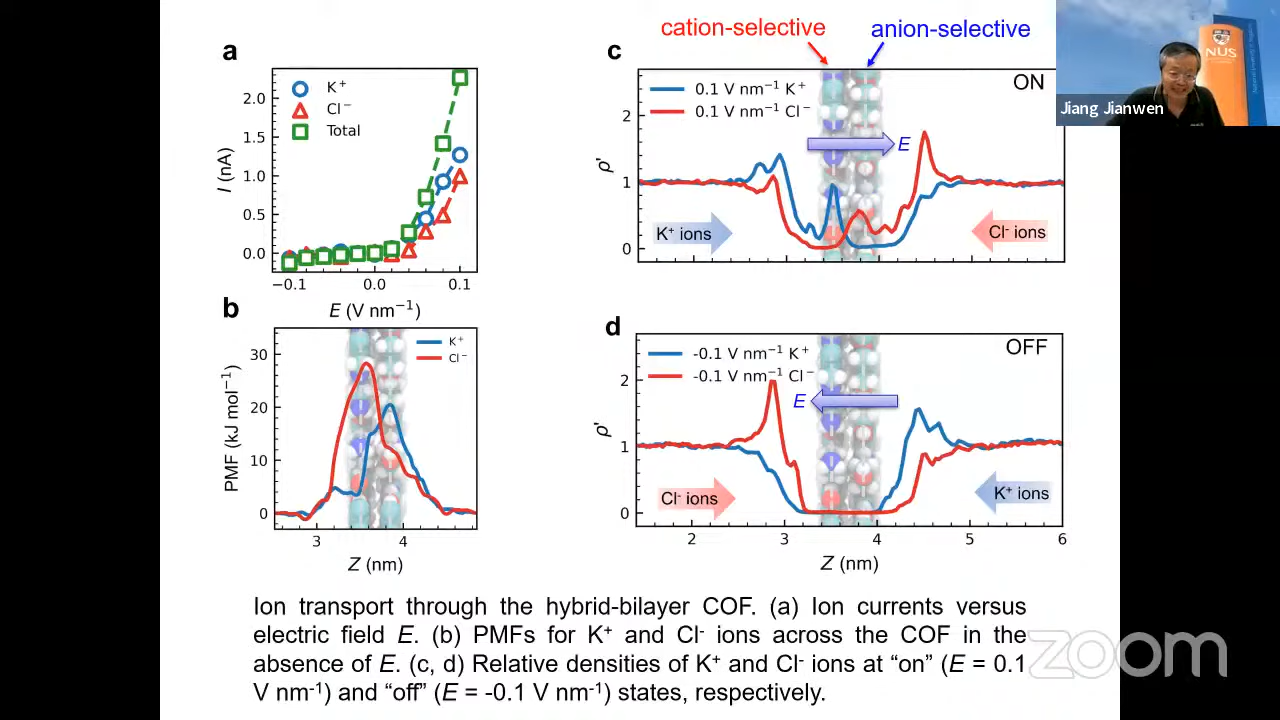 cation-selective
anion-selective
a
K⁺
Cl⁻
Total
2.0
1.5
1.0
0.5
0.0
I (nA)
−0.1
0.0
0.1
E (V nm⁻¹)
b
K⁺
Cl⁻
30
20
10
0
PMF (kJ mol⁻¹)
3
4
Z (nm)
c
ON
0.1 V nm⁻¹ K⁺
0.1 V nm⁻¹ Cl⁻
E
2
1
0
ρ'
K⁺ ions
Cl⁻ ions
d
OFF
-0.1 V nm⁻¹ K⁺
-0.1 V nm⁻¹ Cl⁻
E
2
1
0
ρ'
Cl⁻ ions
K⁺ ions
2
3
4
5
6
Z (nm)
NUS
Jiang Jianwen
Ion transport through the hybrid-bilayer COF. (a) Ion currents versus
electric field E. (b) PMFs for K⁺ and Cl⁻ ions across the COF in the
absence of E. (c, d) Relative densities of K⁺ and Cl⁻ ions at “on” (E = 0.1
V nm⁻¹) and “off” (E = -0.1 V nm⁻¹) states, respectively.
zoom